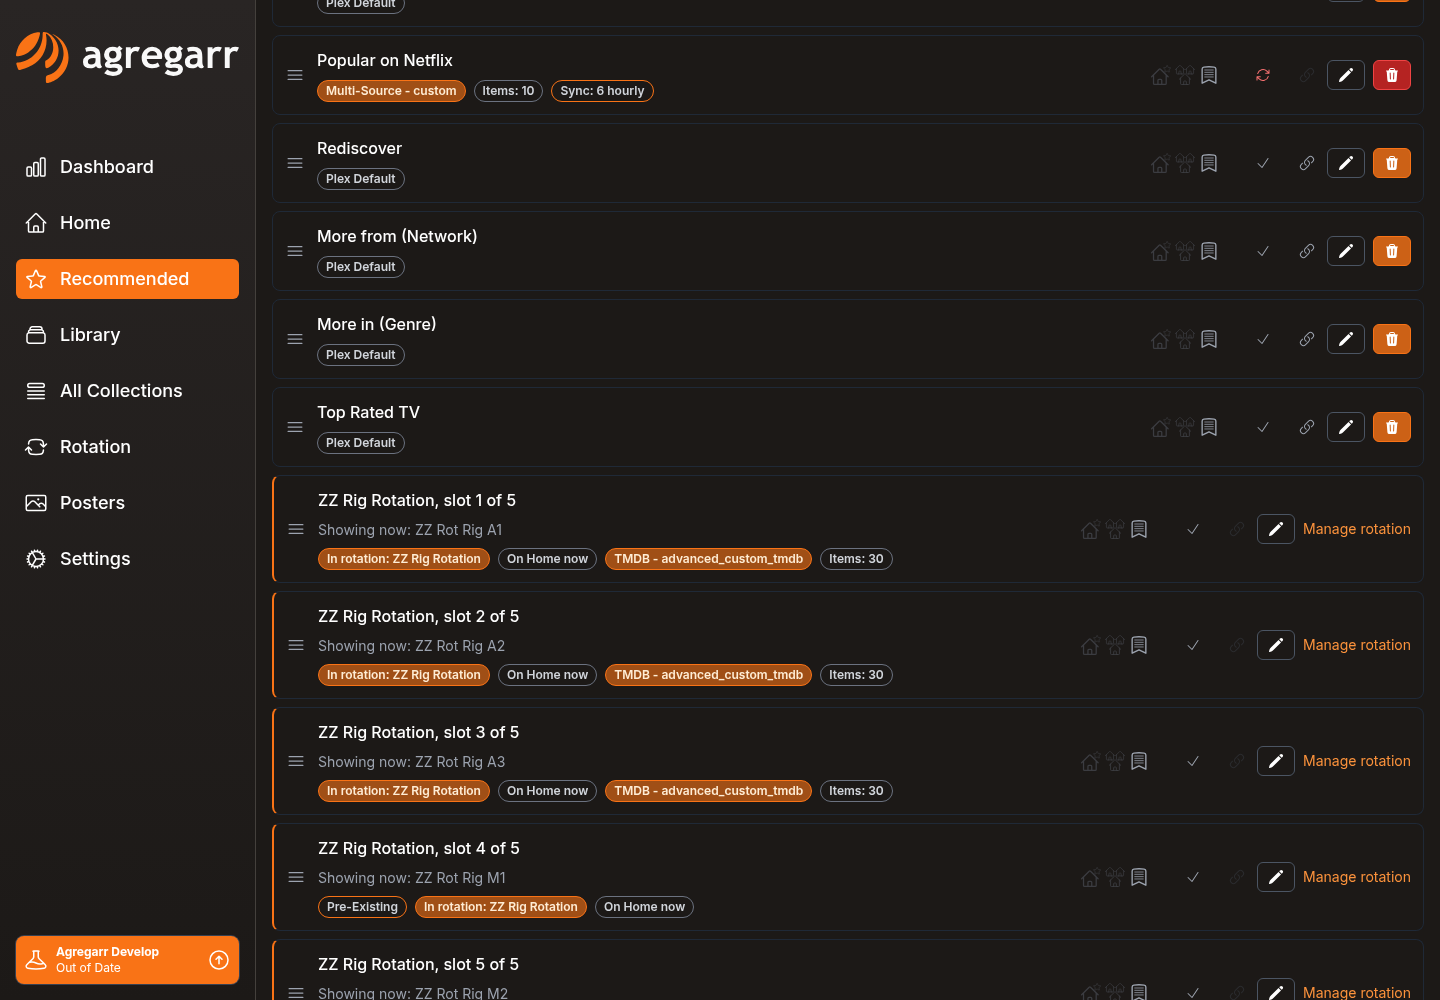 agregarr
Dashboard
Home
Recommended
Library
All Collections
Rotation
Posters
Settings
Agregarr Develop
Out of Date
Plex Default
Popular on Netflix
Multi-Source - custom Items: 10 Sync: 6 hourly
Rediscover
Plex Default
More from (Network)
Plex Default
More in (Genre)
Plex Default
Top Rated TV
Plex Default
ZZ Rig Rotation, slot 1 of 5
Showing now: ZZ Rot Rig A1
In rotation: ZZ Rig Rotation On Home now TMDB - advanced_custom_tmdb Items: 30
Manage rotation
ZZ Rig Rotation, slot 2 of 5
Showing now: ZZ Rot Rig A2
In rotation: ZZ Rig Rotation On Home now TMDB - advanced_custom_tmdb Items: 30
Manage rotation
ZZ Rig Rotation, slot 3 of 5
Showing now: ZZ Rot Rig A3
In rotation: ZZ Rig Rotation On Home now TMDB - advanced_custom_tmdb Items: 30
Manage rotation
ZZ Rig Rotation, slot 4 of 5
Showing now: ZZ Rot Rig M1
Pre-Existing In rotation: ZZ Rig Rotation On Home now
Manage rotation
ZZ Rig Rotation, slot 5 of 5
Showing now: ZZ Rot Rig M2
Manage rotation